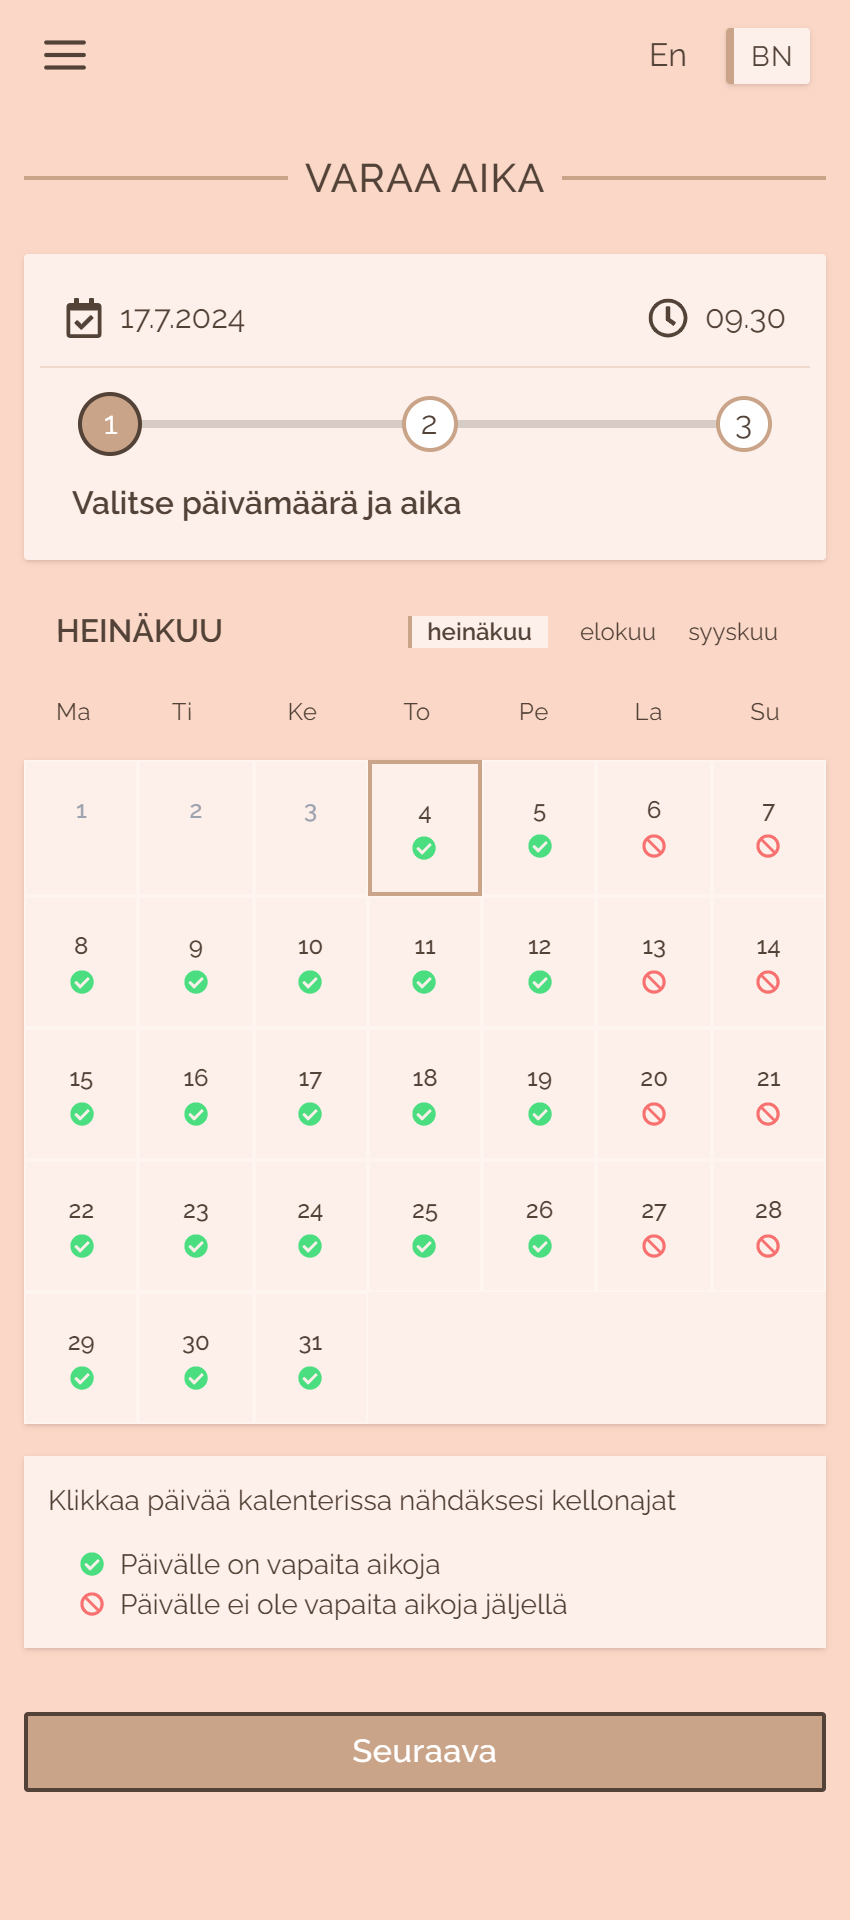 En BN
VARAA AIKA
17.7.2024 09.30
1 2 3
Valitse päivämäärä ja aika
HEINÄKUU heinäkuu elokuu syyskuu
Ma Ti Ke To Pe La Su
1 2 3 4 5 6 7
8 9 10 11 12 13 14
15 16 17 18 19 20 21
22 23 24 25 26 27 28
29 30 31
Klikkaa päivää kalenterissa nähdäksesi kellonajat
Päivälle on vapaita aikoja
Päivälle ei ole vapaita aikoja jäljellä
Seuraava